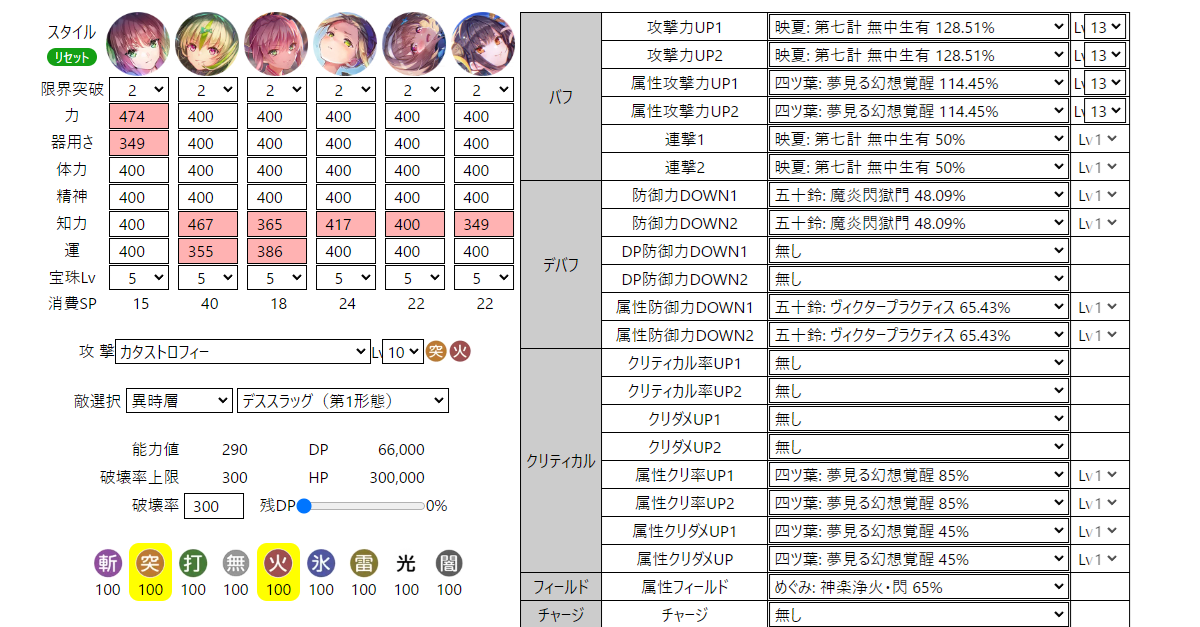 スタイル
リセット
限界突破 2 2 2 2 2 2
力 474 400 400 400 400 400
器用さ 349 400 400 400 400 400
体力 400 400 400 400 400 400
精神 400 400 400 400 400 400
知力 400 467 365 417 400 349
運 400 355 386 400 400 400
宝珠Lv 5 5 5 5 5 5
消費SP 15 40 18 24 22 22
攻撃 カタストロフィー Lv 10 突 火
敵選択 異時層 デススラッグ（第1形態）
能力値 290 DP 66,000
破壊率上限 300 HP 300,000
破壊率 300 残DP 0%
斬 突 打 無 火 氷 雷 光 闇
100 100 100 100 100 100 100 100 100
バフ
攻撃力UP1 映夏: 第七計 無中生有 128.51% Lv 13
攻撃力UP2 映夏: 第七計 無中生有 128.51% Lv 13
属性攻撃力UP1 四ツ葉: 夢見る幻想覚醒 114.45% Lv 13
属性攻撃力UP2 四ツ葉: 夢見る幻想覚醒 114.45% Lv 13
連撃1 映夏: 第七計 無中生有 50% Lv 1
連撃2 映夏: 第七計 無中生有 50% Lv 1
デバフ
防御力DOWN1 五十鈴: 魔炎閃獄門 48.09% Lv 1
防御力DOWN2 五十鈴: 魔炎閃獄門 48.09% Lv 1
DP防御力DOWN1 無し
DP防御力DOWN2 無し
属性防御力DOWN1 五十鈴: ヴィクタープラクティス 65.43% Lv 1
属性防御力DOWN2 五十鈴: ヴィクタープラクティス 65.43% Lv 1
クリティカル
クリティカル率UP1 無し
クリティカル率UP2 無し
クリダメUP1 無し
クリダメUP2 無し
属性クリ率UP1 四ツ葉: 夢見る幻想覚醒 85% Lv 1
属性クリ率UP2 四ツ葉: 夢見る幻想覚醒 85% Lv 1
属性クリダメUP1 四ツ葉: 夢見る幻想覚醒 45% Lv 1
属性クリダメUP 四ツ葉: 夢見る幻想覚醒 45% Lv 1
フィールド 属性フィールド めぐみ: 神楽浄火・閃 65%
チャージ チャージ 無し